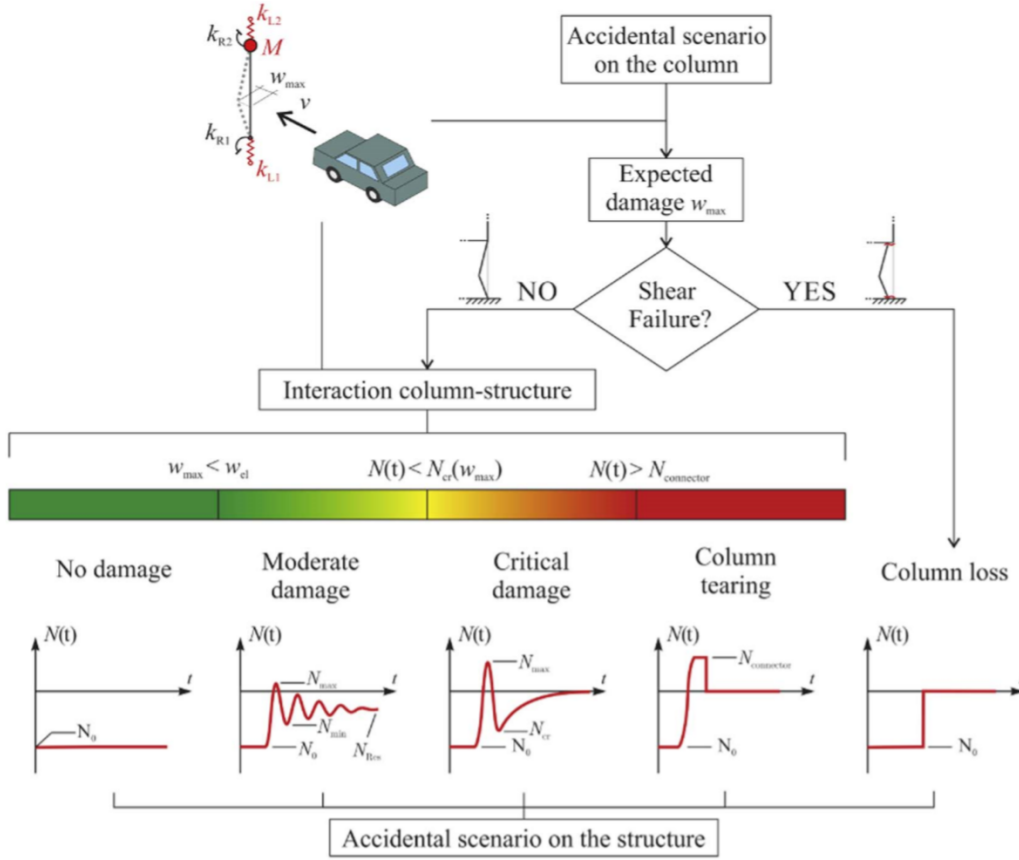 k_L2
k_R2
M
w_max
v
k_R1
k_L1
Accidental scenario
on the column
Expected
damage w_max
NO
Shear
Failure?
YES
Interaction column-structure
w_max < w_el
N(t) < N_cr(w_max)
N(t) > N_connector
No damage
Moderate
damage
Critical
damage
Column
tearing
Column loss
N(t)
t
N_0
N(t)
t
N_max
N_min
N_0
N_Res
N(t)
t
N_max
N_cr
N_0
N(t)
t
N_connector
N_0
N(t)
t
N_0
Accidental scenario on the structure